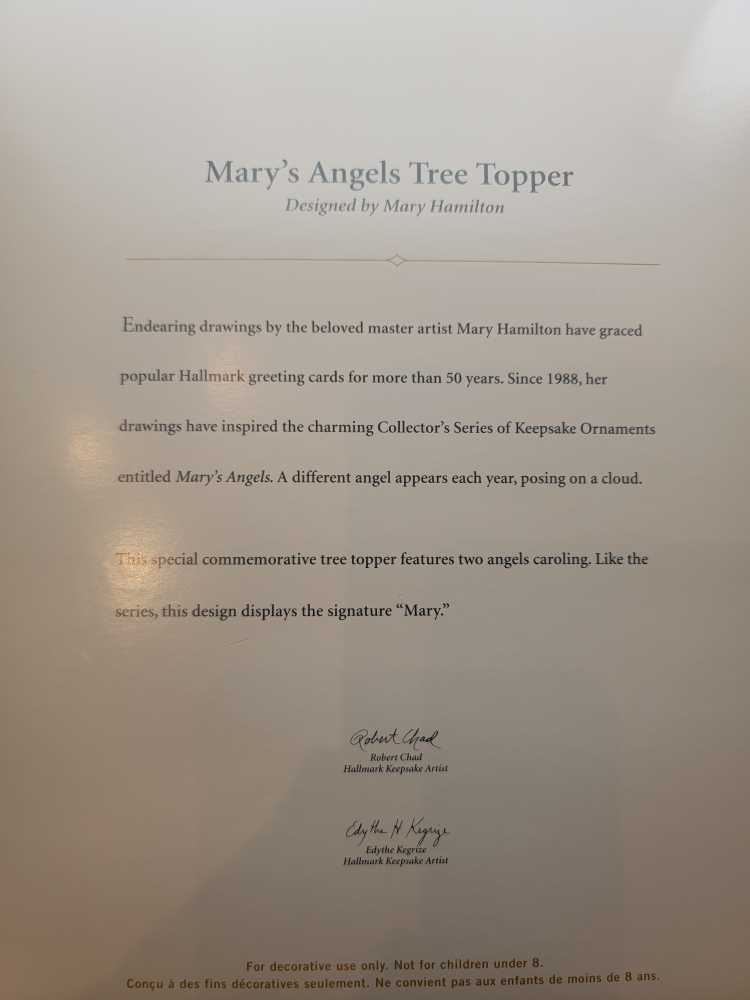 Mary's Angels Tree Topper
Designed by Mary Hamilton
Endearing drawings by the beloved master artist Mary Hamilton have graced
popular Hallmark greeting cards for more than 50 years. Since 1988, her
drawings have inspired the charming Collector's Series of Keepsake Ornaments
entitled Mary's Angels. A different angel appears each year, posing on a cloud.
This special commemorative tree topper features two angels caroling. Like the
series, this design displays the signature “Mary.”
Robert Chad
Robert Chad
Hallmark Keepsake Artist
Edythe H Kegrize
Edythe Kegrize
Hallmark Keepsake Artist
For decorative use only. Not for children under 8.
Conçu à des fins décoratives seulement. Ne convient pas aux enfants de moins de 8 ans.